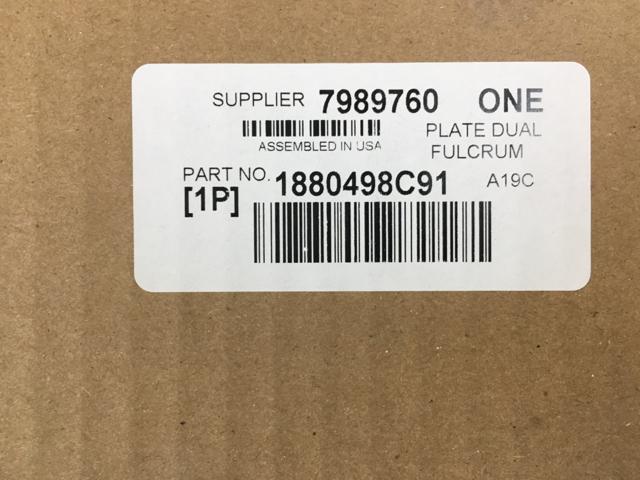 SUPPLIER 7989760 ONE
ASSEMBLED IN USA
PLATE DUAL
FULCRUM
PART NO. 1880498C91 A19C
[1P]